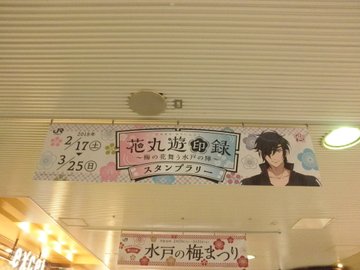 JR
2018年
2/17(土)
3/25(日)
花丸遊印録
〜梅の花舞う水戸の陣〜
スタンプラリー
水戸の梅まつり